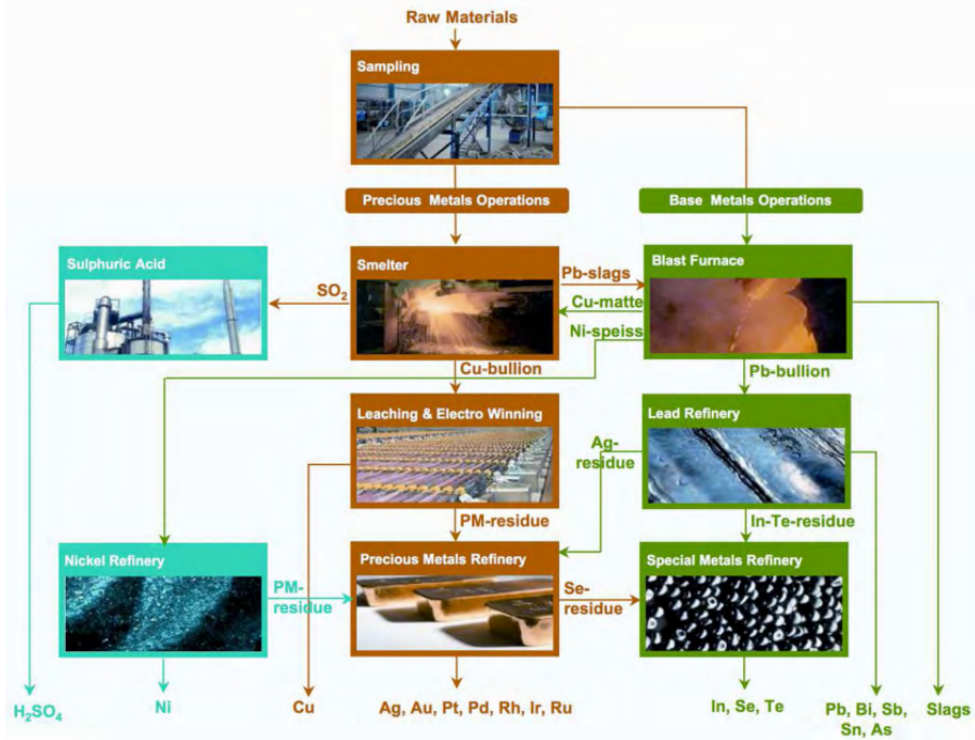 Raw Materials
Sampling
Precious Metals Operations
Base Metals Operations
Sulphuric Acid
Smelter
Blast Furnace
SO₂
Pb-slags
Cu-matte
Ni-speiss
Cu-bullion
Pb-bullion
Leaching & Electro Winning
Lead Refinery
Ag-
residue
PM-residue
In-Te-residue
Nickel Refinery
Precious Metals Refinery
Special Metals Refinery
PM-
residue
Se-
residue
H₂SO₄
Ni
Cu
Ag, Au, Pt, Pd, Rh, Ir, Ru
In, Se, Te
Pb, Bi, Sb,
Sn, As
Slags